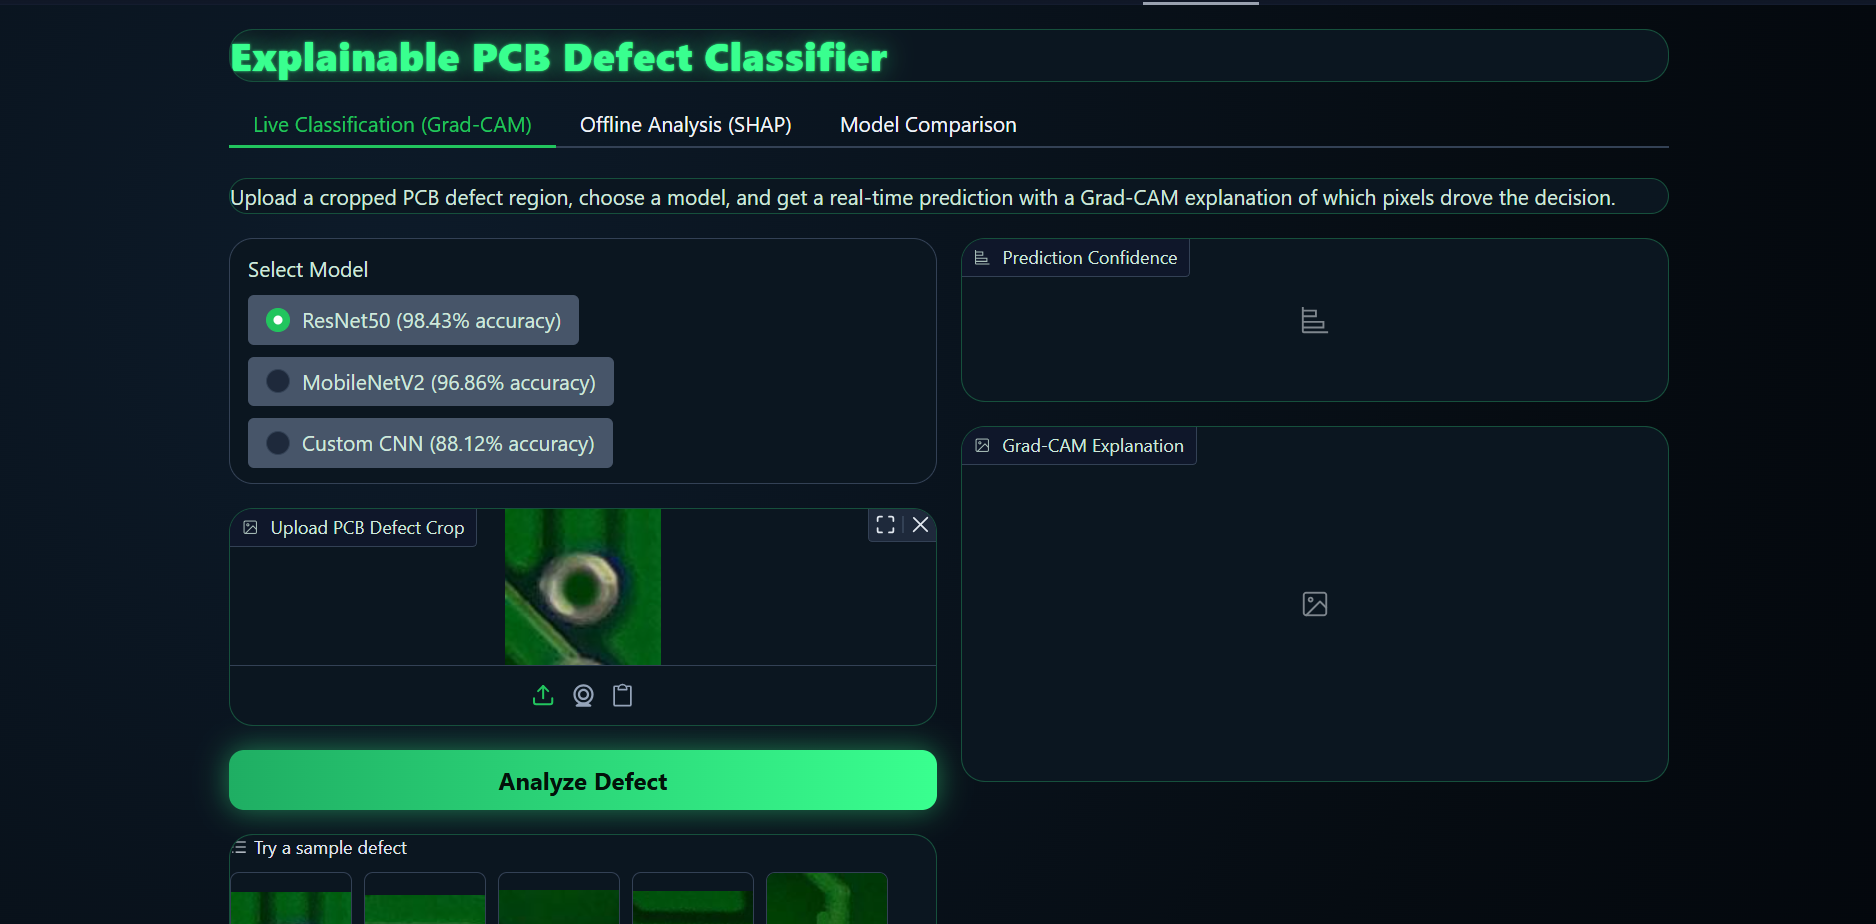 Explainable PCB Defect Classifier
Live Classification (Grad-CAM)
Offline Analysis (SHAP)
Model Comparison
Upload a cropped PCB defect region, choose a model, and get a real-time prediction with a Grad-CAM explanation of which pixels drove the decision.
Select Model
ResNet50 (98.43% accuracy)
MobileNetV2 (96.86% accuracy)
Custom CNN (88.12% accuracy)
Upload PCB Defect Crop
Analyze Defect
Try a sample defect
Prediction Confidence
Grad-CAM Explanation